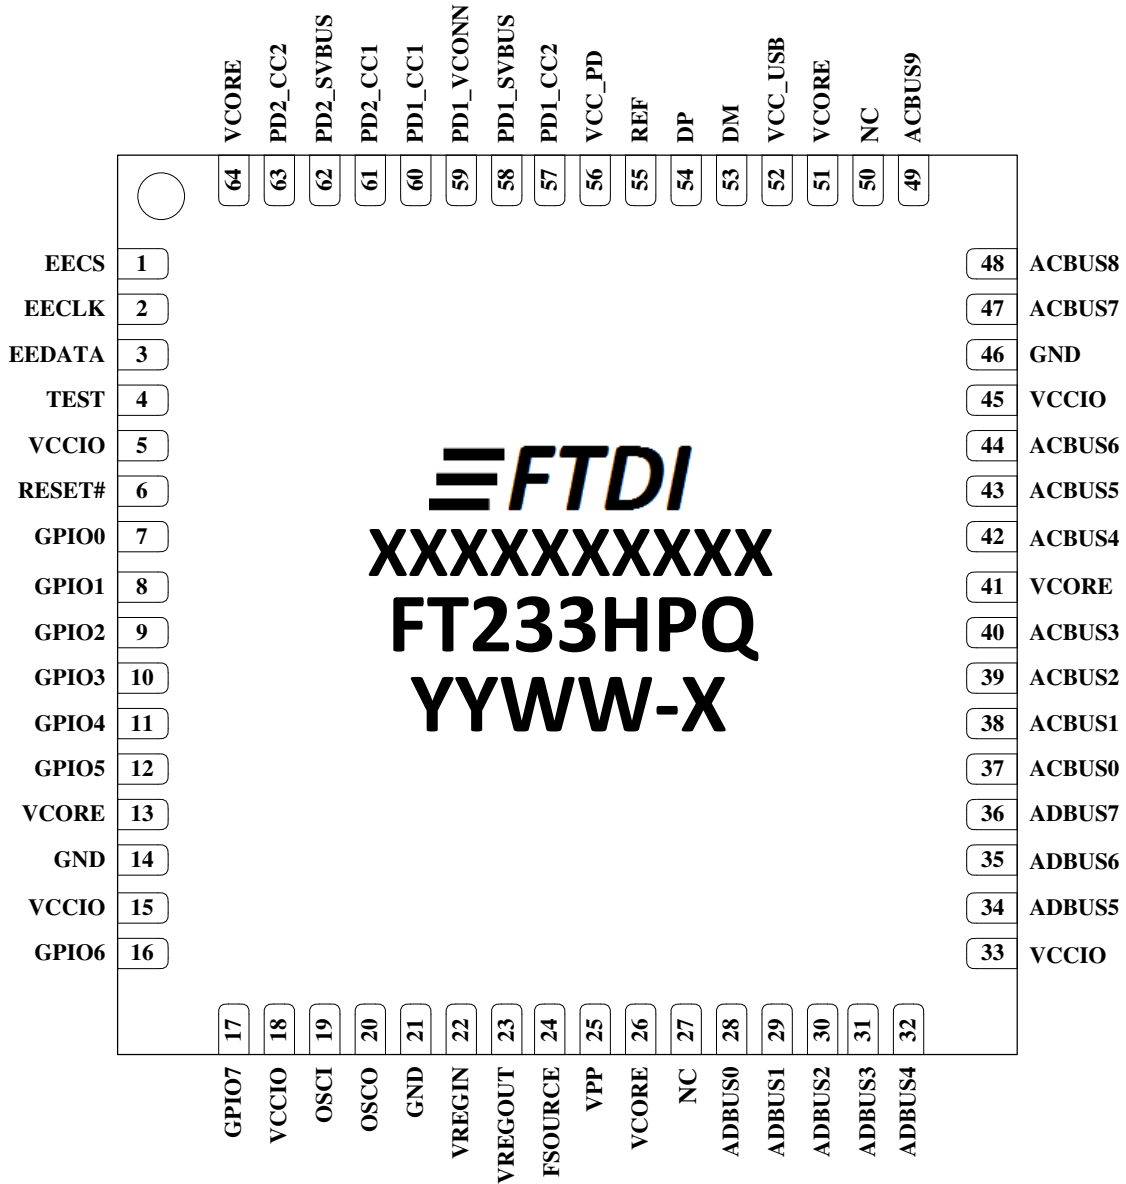 VCORE PD2_CC2 PD2_SVBUS PD2_CC1 PD1_CC1 PD1_VCONN PD1_SVBUS PD1_CC2 VCC_PD REF DP DM VCC_USB VCORE NC ACBUS9
64 63 62 61 60 59 58 57 56 55 54 53 52 51 50 49
EECS 1 48 ACBUS8
EECLK 2 47 ACBUS7
EEDATA 3 46 GND
TEST 4 45 VCCIO
VCCIO 5 44 ACBUS6
RESET# 6 43 ACBUS5
GPIO0 7 42 ACBUS4
GPIO1 8 41 VCORE
GPIO2 9 40 ACBUS3
GPIO3 10 39 ACBUS2
GPIO4 11 38 ACBUS1
GPIO5 12 37 ACBUS0
VCORE 13 36 ADBUS7
GND 14 35 ADBUS6
VCCIO 15 34 ADBUS5
GPIO6 16 33 VCCIO
FTDI
XXXXXXXXXX
FT233HPQ
YYWW-X
17 18 19 20 21 22 23 24 25 26 27 28 29 30 31 32
GPIO7 VCCIO OSCI OSCO GND VREGIN VREGOUT FSOURCE VPP VCORE NC ADBUS0 ADBUS1 ADBUS2 ADBUS3 ADBUS4